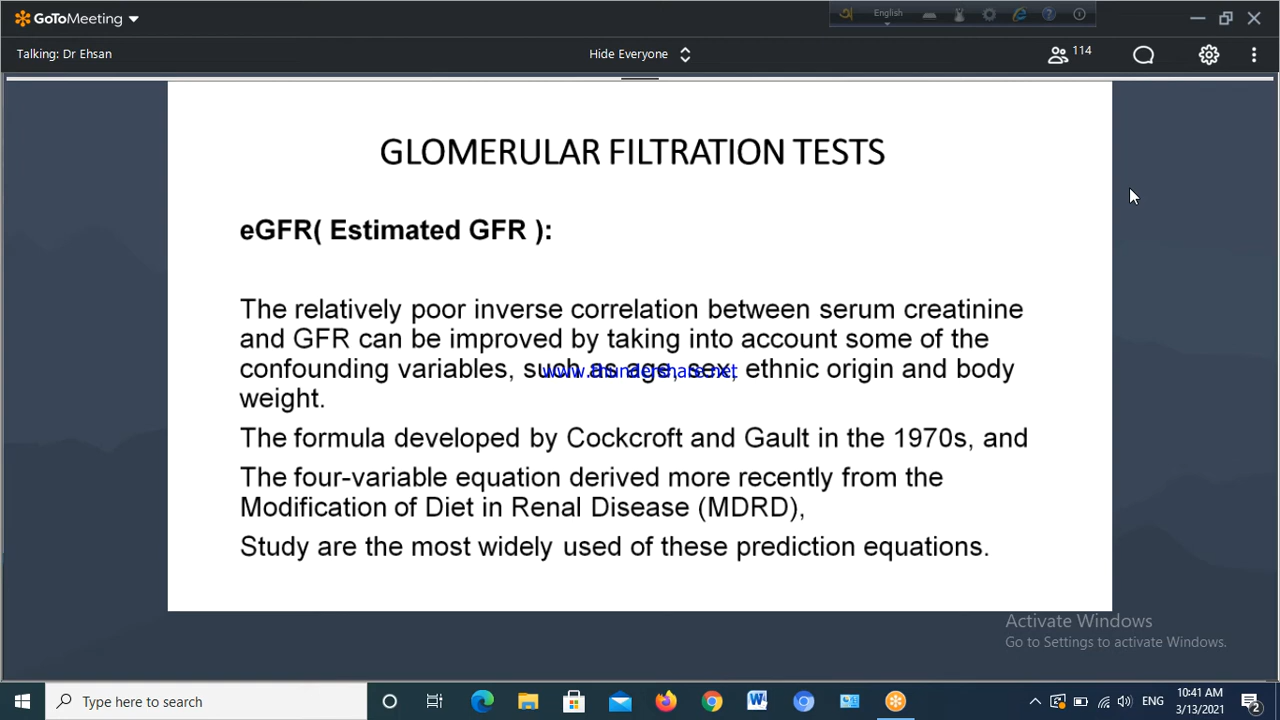 GoToMeeting
English
Talking: Dr Ehsan
Hide Everyone
114
GLOMERULAR FILTRATION TESTS
eGFR( Estimated GFR ):
The relatively poor inverse correlation between serum creatinine
and GFR can be improved by taking into account some of the
confounding variables, such as age, sex, ethnic origin and body
www.thundershare.net
weight.
The formula developed by Cockcroft and Gault in the 1970s, and
The four-variable equation derived more recently from the
Modification of Diet in Renal Disease (MDRD),
Study are the most widely used of these prediction equations.
Activate Windows
Go to Settings to activate Windows.
Type here to search
ENG
10:41 AM
3/13/2021
2